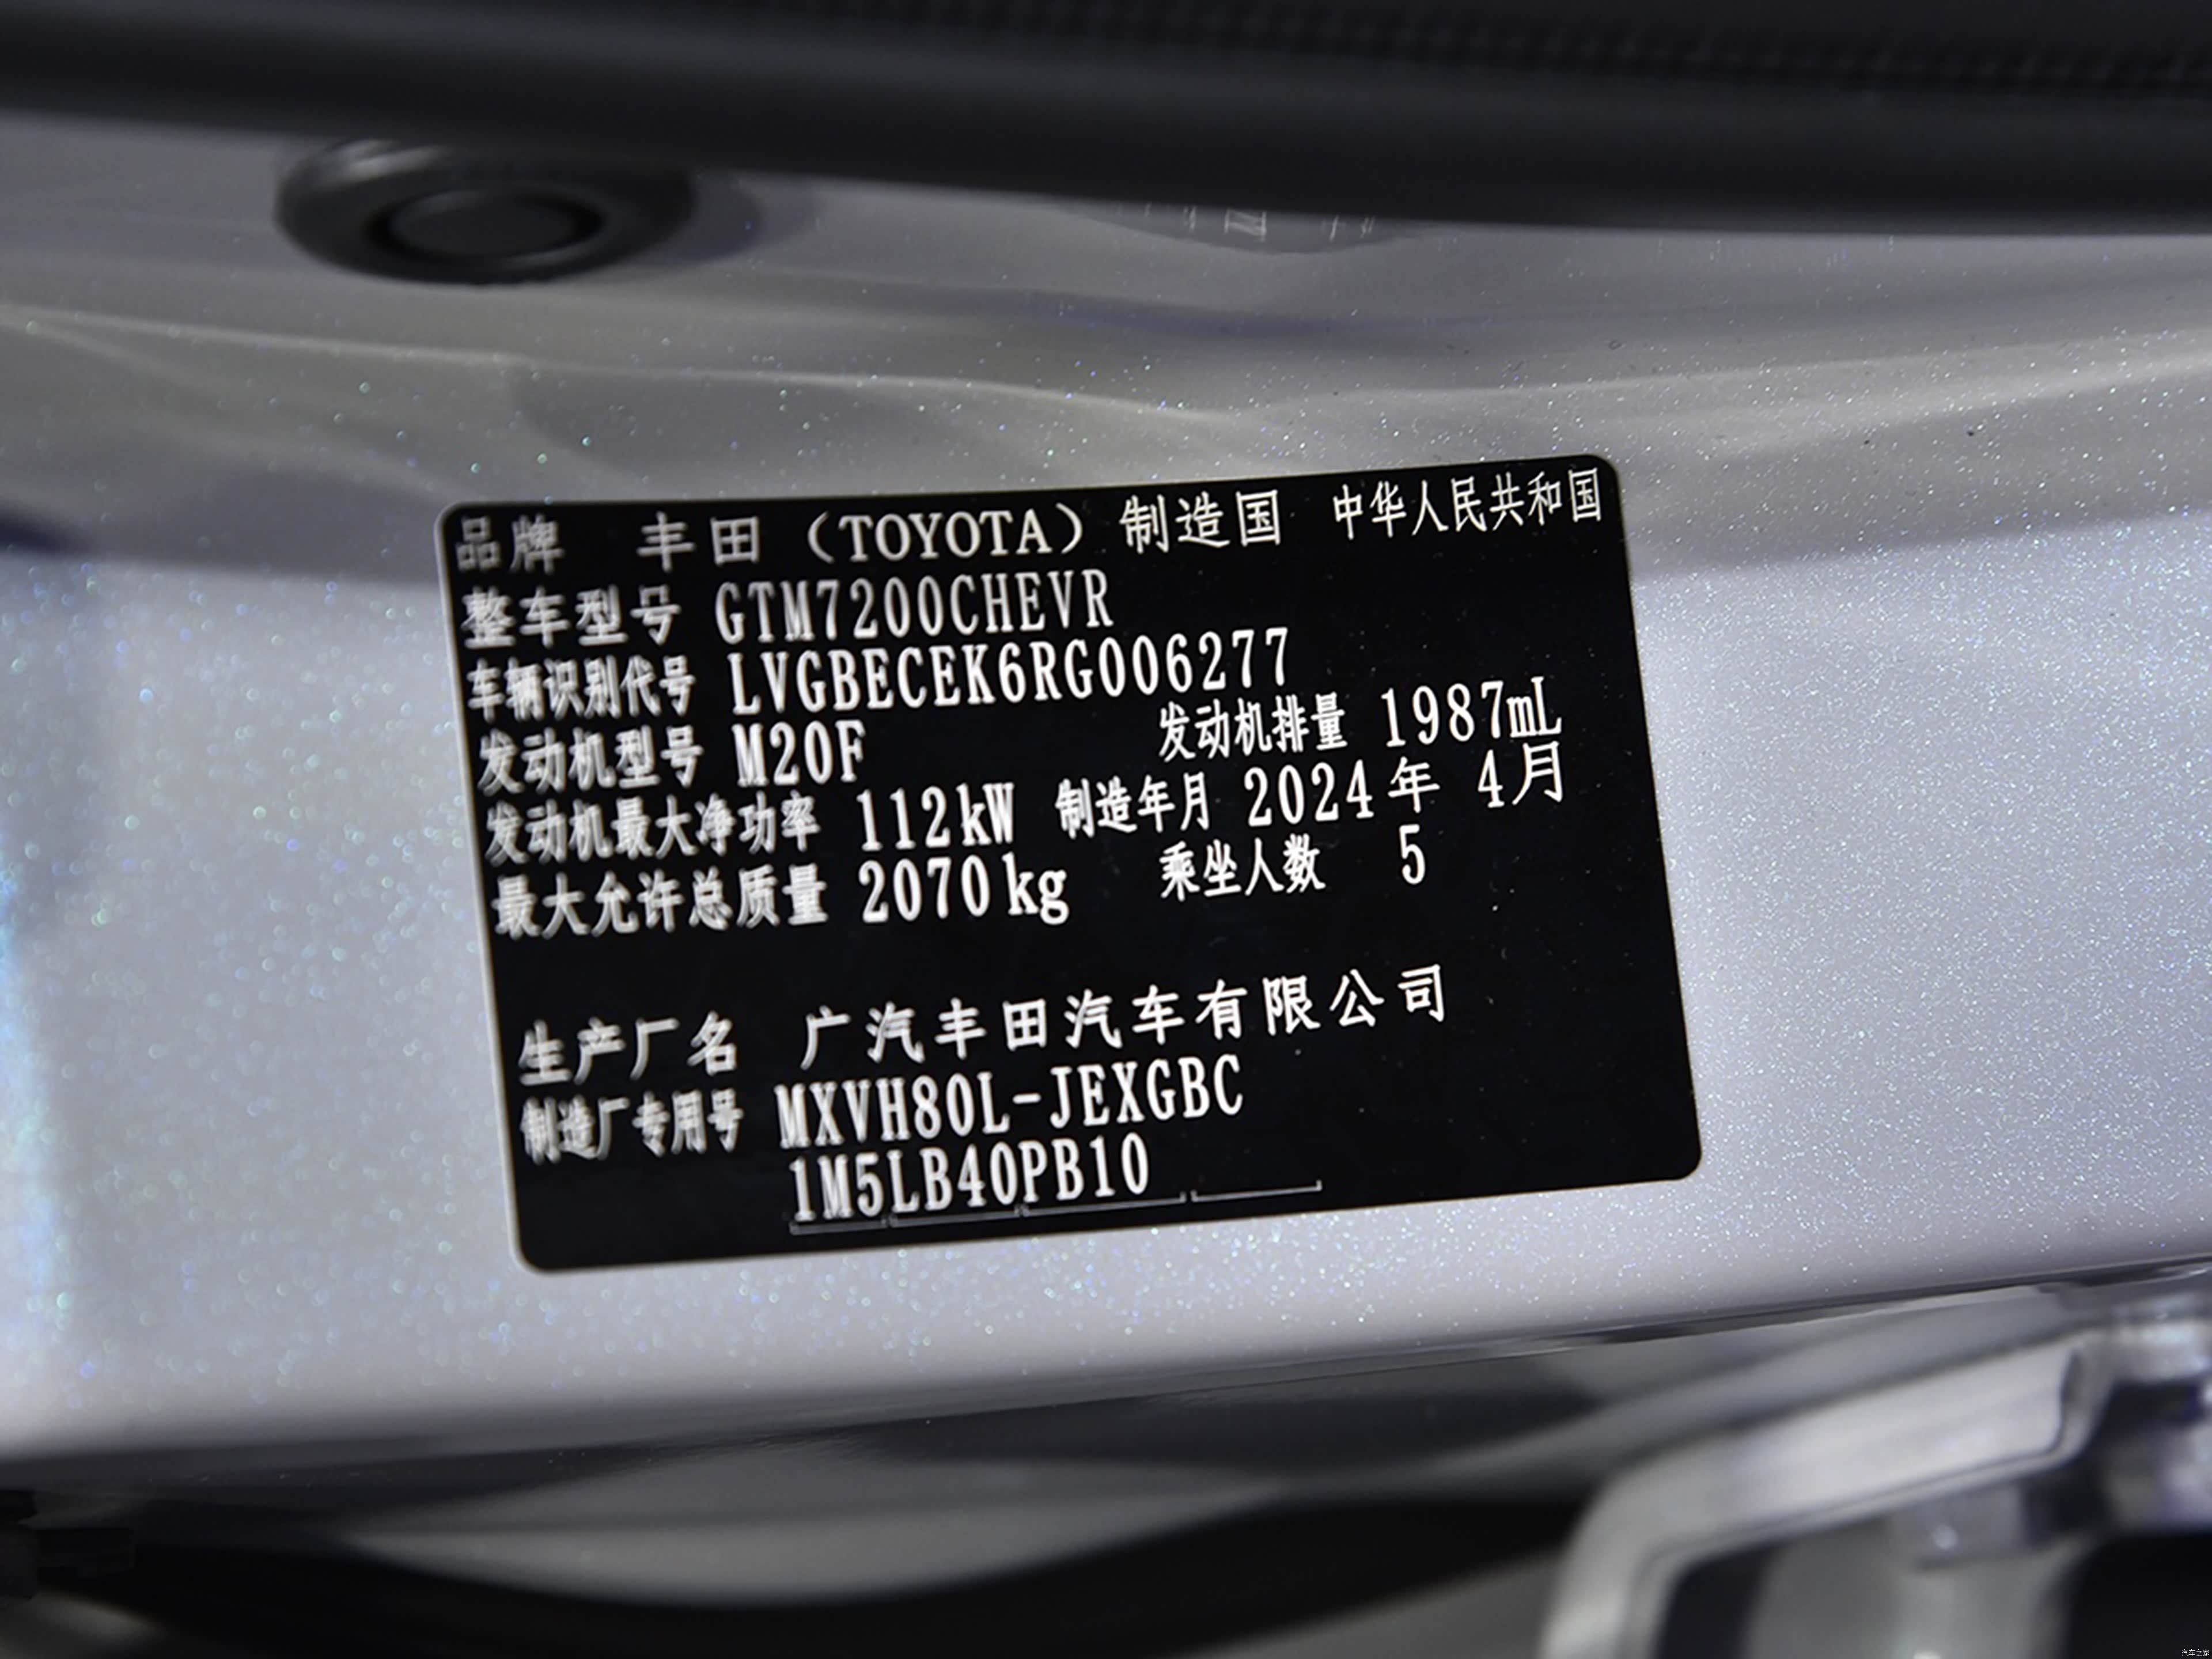 品牌 丰田（TOYOTA）制造国 中华人民共和国
整车型号 GTM7200CHEVR
车辆识别代号 LVGBECEK6RG006277
发动机型号 M20F 发动机排量 1987mL
发动机最大净功率 112kW 制造年月 2024年 4月
最大允许总质量 2070kg 乘坐人数 5
生产厂名 广汽丰田汽车有限公司
制造厂专用号 MXVH80L-JEXGBC
1M5LB40PB10
汽车之家